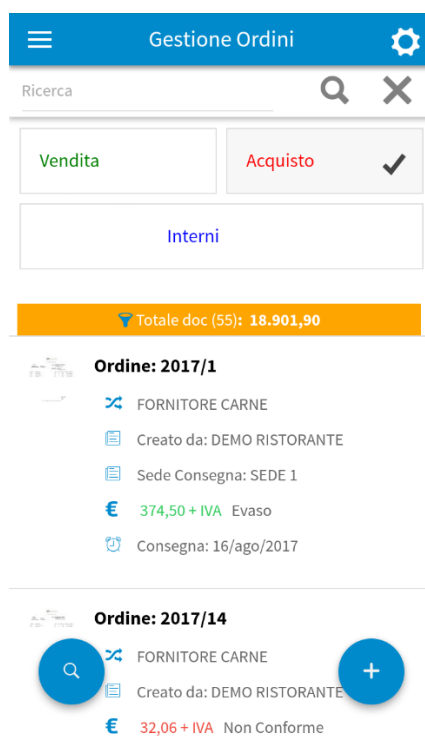 Gestione Ordini
Ricerca
Vendita
Acquisto
Interni
Totale doc (55): 18.901,90
Ordine: 2017/1
FORNITORE CARNE
Creato da: DEMO RISTORANTE
Sede Consegna: SEDE 1
€ 374,50 + IVA Evaso
Consegna: 16/ago/2017
Ordine: 2017/14
FORNITORE CARNE
Creato da: DEMO RISTORANTE
€ 32,06 + IVA Non Conforme